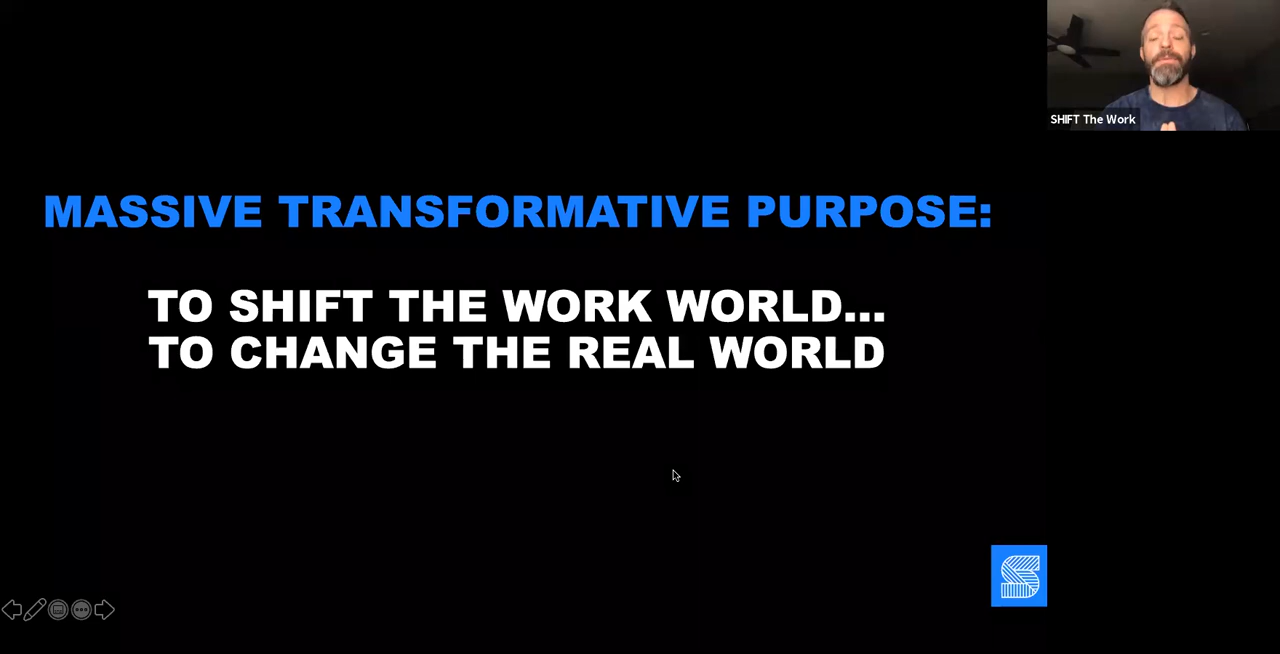 SHIFT The Work
MASSIVE TRANSFORMATIVE PURPOSE:
TO SHIFT THE WORK WORLD...
TO CHANGE THE REAL WORLD
S